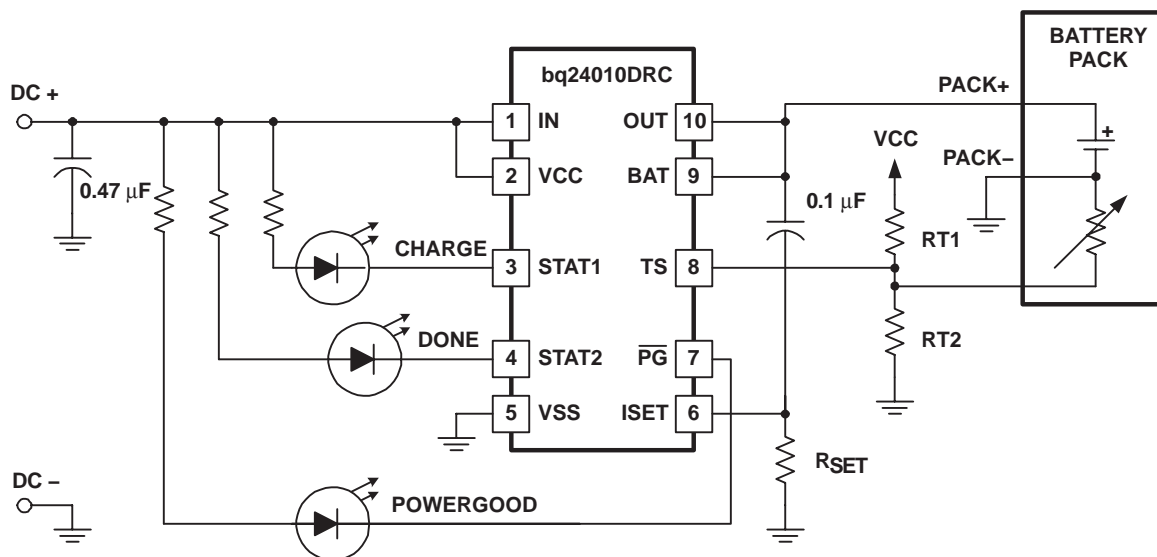 BATTERY
PACK
bq24010DRC
DC +
PACK+
1 IN
OUT 10
VCC
PACK–
2 VCC
BAT 9
0.47 μF
0.1 μF
RT1
CHARGE
3 STAT1
TS 8
+
DONE
RT2
4 STAT2
PG 7
5 VSS
ISET 6
RSET
DC –
POWERGOOD